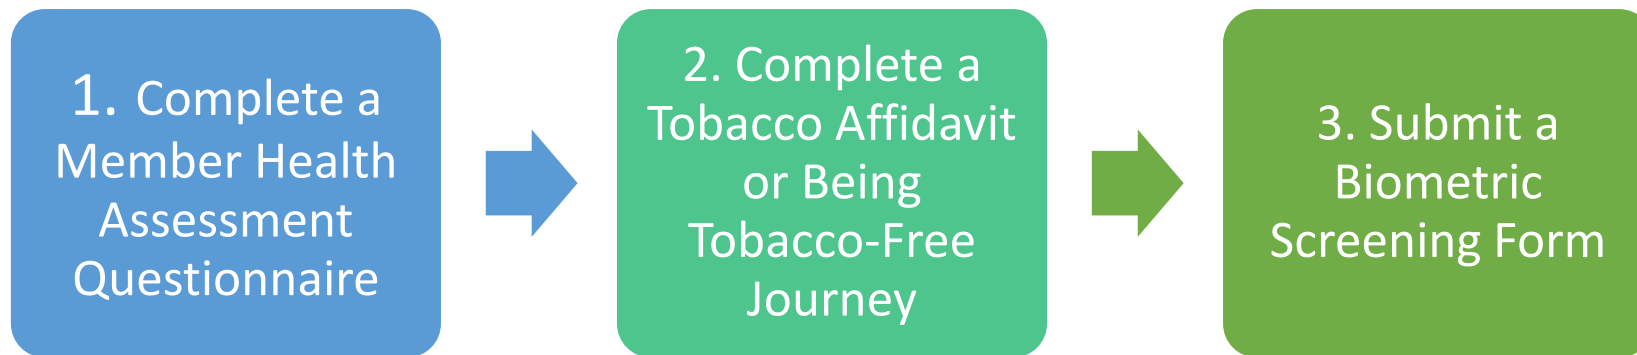 1. Complete a
Member Health
Assessment
Questionnaire
2. Complete a
Tobacco Affidavit
or Being
Tobacco-Free
Journey
3. Submit a
Biometric
Screening Form